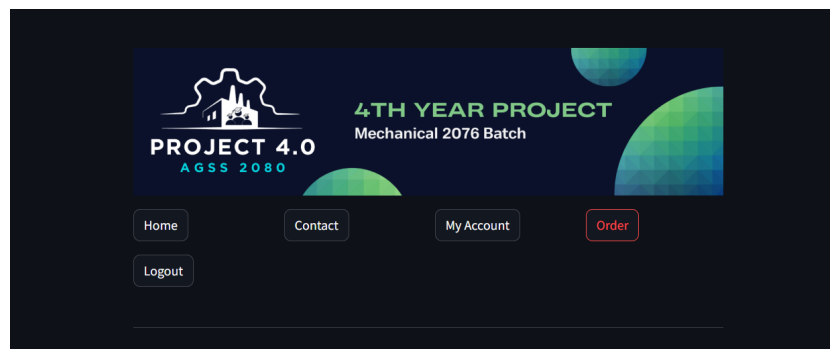 PROJECT 4.0
AGSS 2080
4TH YEAR PROJECT
Mechanical 2076 Batch
Home
Contact
My Account
Order
Logout